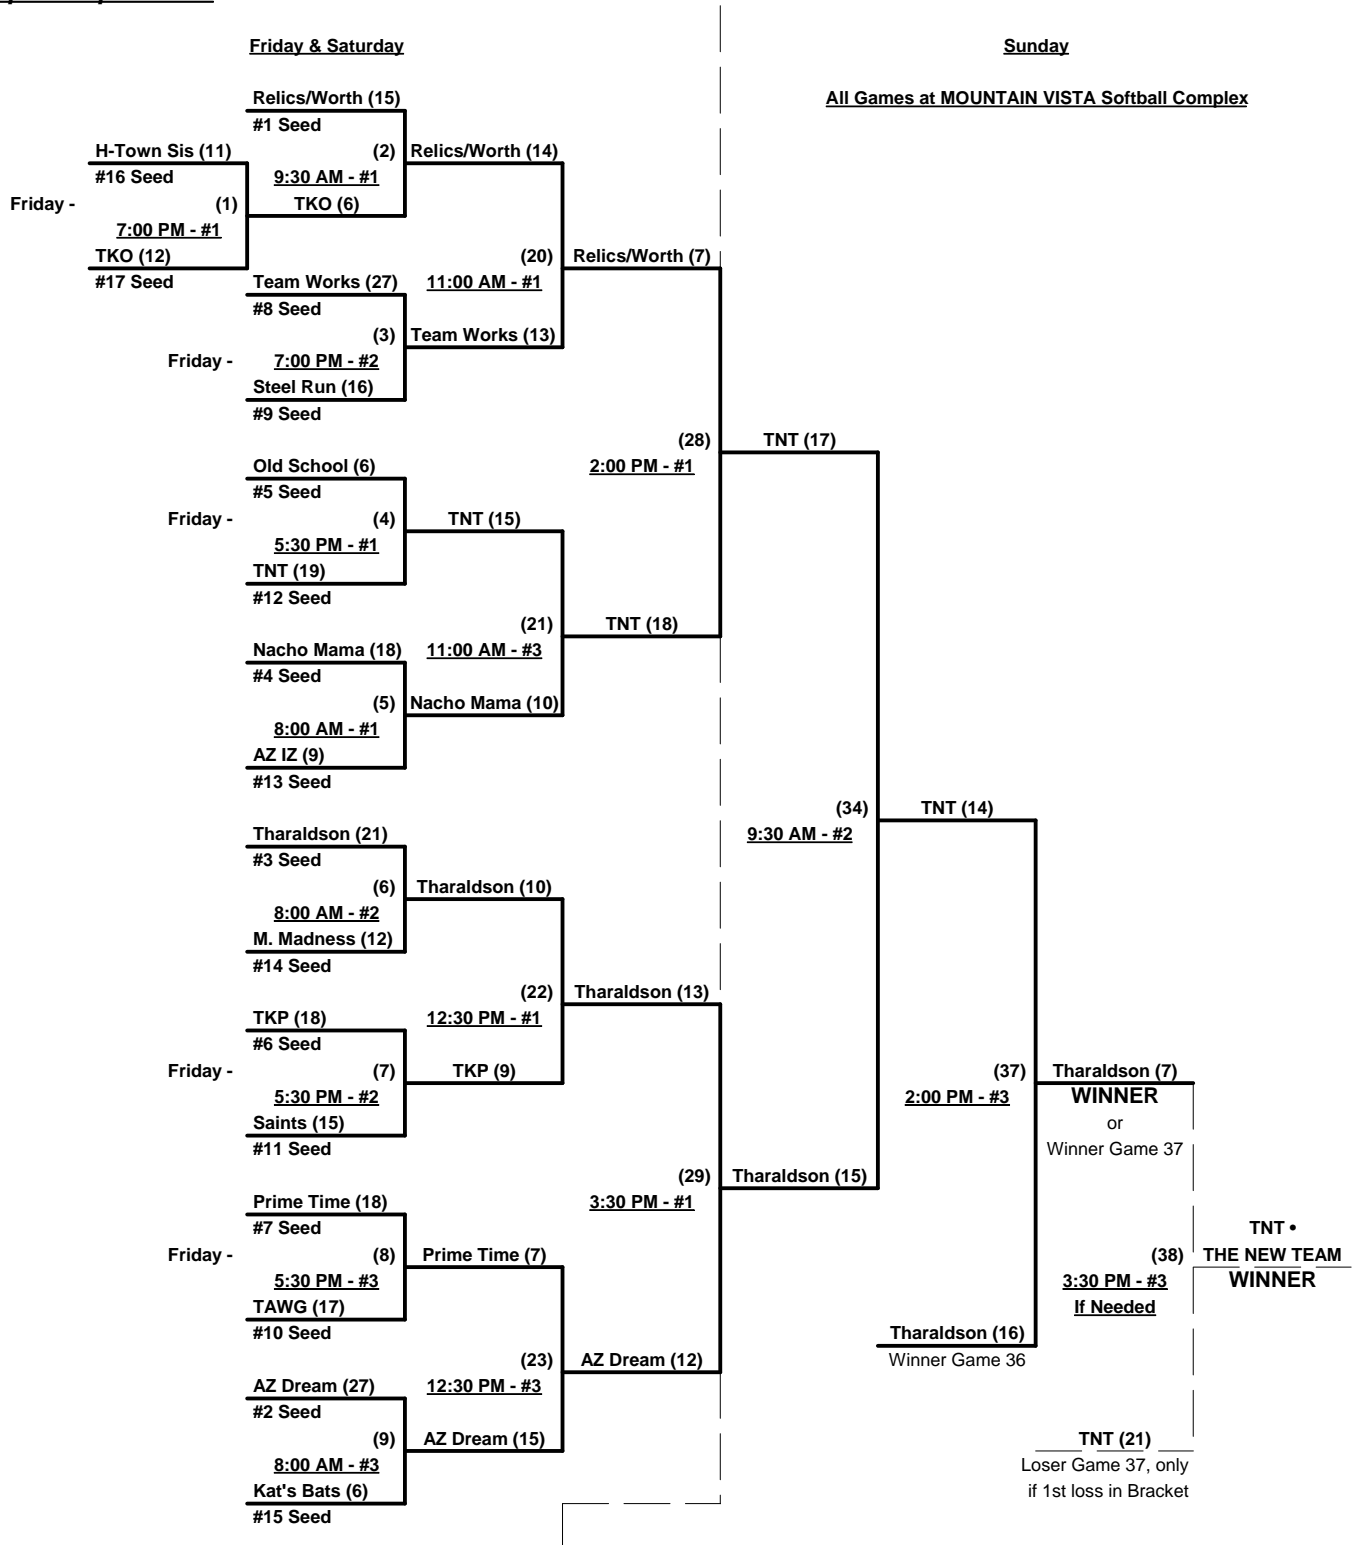 Friday & Saturday
Sunday
All Games at MOUNTAIN VISTA Softball Complex
Relics/Worth (15)
#1 Seed
H-Town Sis (11)
(2)
Relics/Worth (14)
#16 Seed
9:30 AM - #1
Friday -
(1)
TKO (6)
7:00 PM - #1
TKO (12)
(20)
Relics/Worth (7)
#17 Seed
Team Works (27)
11:00 AM - #1
#8 Seed
(3)
Team Works (13)
Friday -
7:00 PM - #2
Steel Run (16)
#9 Seed
(28)
TNT (17)
Old School (6)
2:00 PM - #1
#5 Seed
Friday -
(4)
TNT (15)
5:30 PM - #1
TNT (19)
#12 Seed
(21)
TNT (18)
Nacho Mama (18)
11:00 AM - #3
#4 Seed
(5)
Nacho Mama (10)
8:00 AM - #1
AZ IZ (9)
#13 Seed
(34)
TNT (14)
Tharaldson (21)
9:30 AM - #2
#3 Seed
(6)
Tharaldson (10)
8:00 AM - #2
M. Madness (12)
#14 Seed
(22)
Tharaldson (13)
TKP (18)
12:30 PM - #1
#6 Seed
Friday -
(7)
TKP (9)
(37)
Tharaldson (7)
5:30 PM - #2
2:00 PM - #3
WINNER
Saints (15)
or
#11 Seed
Winner Game 37
(29)
Tharaldson (15)
Prime Time (18)
3:30 PM - #1
#7 Seed
TNT •
Friday -
(8)
Prime Time (7)
(38)
THE NEW TEAM
5:30 PM - #3
3:30 PM - #3
WINNER
TAWG (17)
If Needed
#10 Seed
Tharaldson (16)
(23)
AZ Dream (12)
Winner Game 36
AZ Dream (27)
12:30 PM - #3
#2 Seed
(9)
AZ Dream (15)
TNT (21)
8:00 AM - #3
Loser Game 37, only
Kat's Bats (6)
if 1st loss in Bracket
#15 Seed